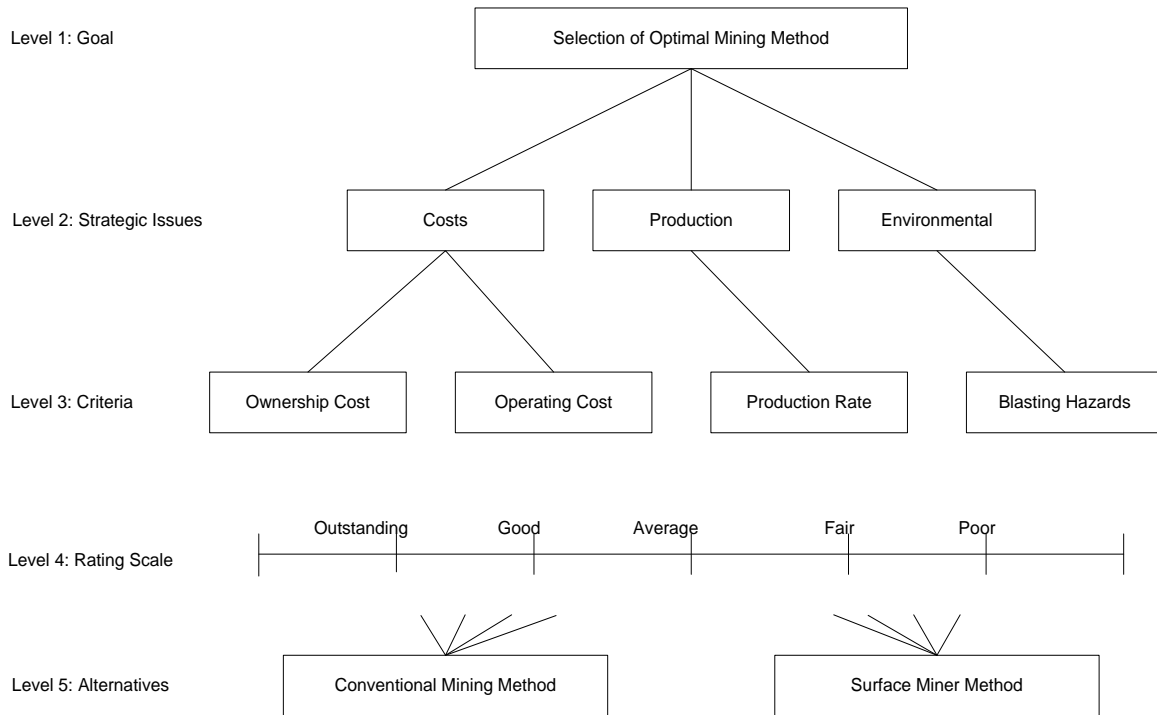 Level 1: Goal
Selection of Optimal Mining Method
Level 2: Strategic Issues
Costs
Production
Environmental
Level 3: Criteria
Ownership Cost
Operating Cost
Production Rate
Blasting Hazards
Level 4: Rating Scale
Outstanding
Good
Average
Fair
Poor
Level 5: Alternatives
Conventional Mining Method
Surface Miner Method